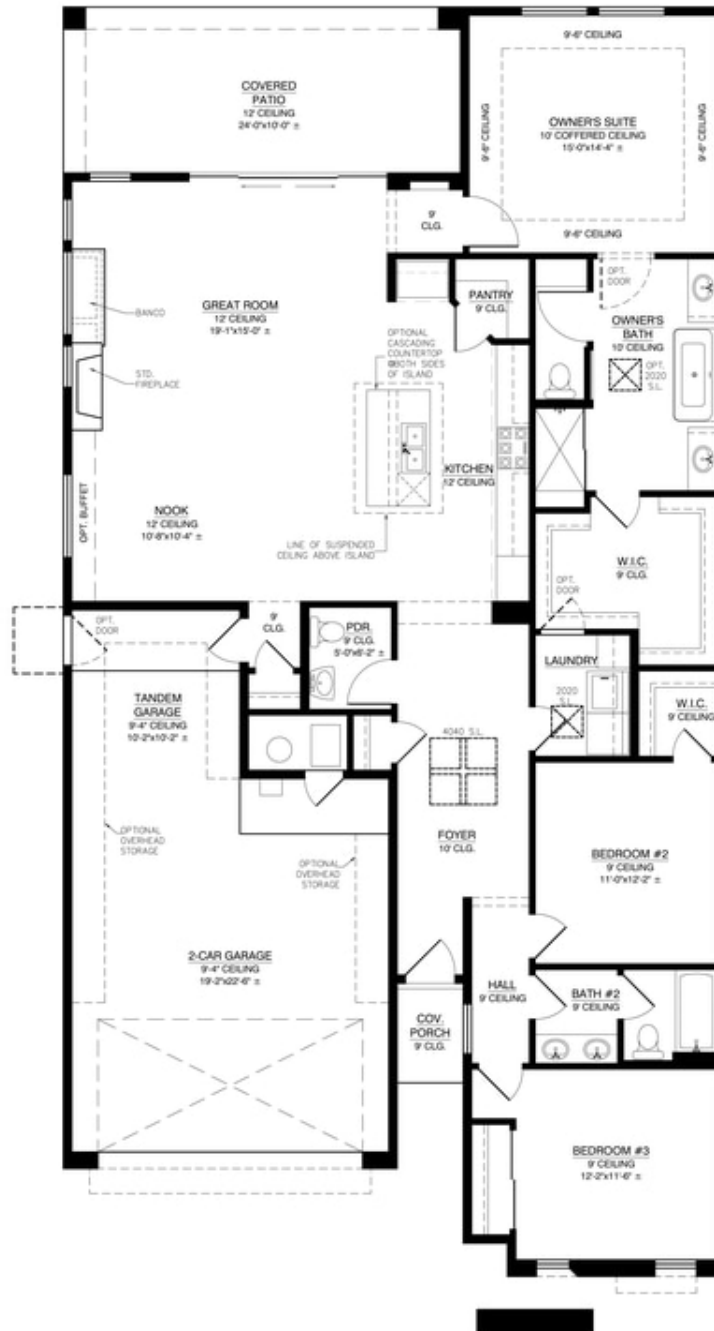 COVERED
PATIO
12' CEILING
24'-0"x10'-0" ±
9'-6" CEILING
9'-6" CEILING
OWNER'S SUITE
10' COFFERED CEILING
15'-0"x14'-4" ±
9'-6" CEILING
9'-6" CEILING
9'
CLG.
OPT.
DOOR
GREAT ROOM
12' CEILING
19'-1"x15'-0" ±
BANCO
STD.
FIREPLACE
PANTRY
9' CLG.
OWNER'S
BATH
10' CEILING
OPT.
2020
S.L.
OPTIONAL
CASCADING
COUNTERTOP
@BOTH SIDES
OF ISLAND
KITCHEN
12' CEILING
OPT. BUFFET
NOOK
12' CEILING
10'-8"x10'-4" ±
LINE OF SUSPENDED
CEILING ABOVE ISLAND
W.I.C.
9' CLG.
OPT.
DOOR
OPT.
DOOR
9'
CLG.
PDR.
9' CLG.
5'-0"x6'-2" ±
LAUNDRY
2020
S.L.
W.I.C.
9' CEILING
TANDEM
GARAGE
9'-4" CEILING
10'-2"x10'-2" ±
4040 S.L.
FOYER
10' CLG.
OPTIONAL
OVERHEAD
STORAGE
OPTIONAL
OVERHEAD
STORAGE
BEDROOM #2
9' CEILING
11'-0"x12'-2" ±
2-CAR GARAGE
9'-4" CEILING
19'-2"x22'-6" ±
HALL
9' CEILING
BATH #2
9' CEILING
COV.
PORCH
9' CLG.
BEDROOM #3
9' CEILING
12'-2"x11'-6" ±